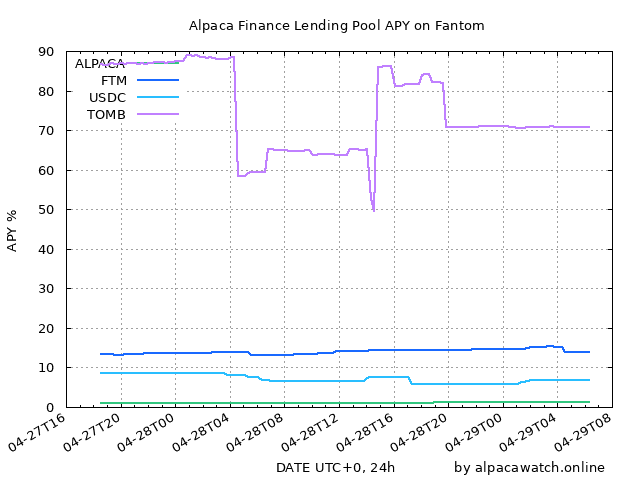 Alpaca Finance Lending Pool APY on Fantom
90
80
70
60
50
40
30
20
10
0
APY %
ALPACA
FTM
USDC
TOMB
04-27T16
04-27T20
04-28T00
04-28T04
04-28T08
04-28T12
04-28T16
04-28T20
04-29T00
04-29T04
04-29T08
DATE UTC+0, 24h
by alpacawatch.online